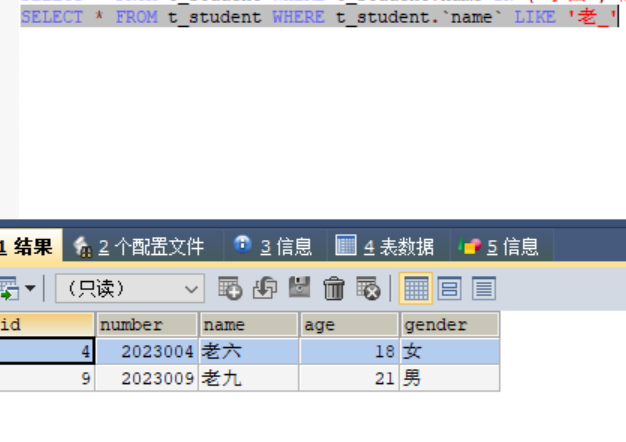 SELECT * FROM t_student WHERE t_student.`name` LIKE '老_'
1 结果 2 个配置文件 3 信息 4 表数据 5 信息
（只读）
id number name age gender
4 2023004 老六 18 女
9 2023009 老九 21 男